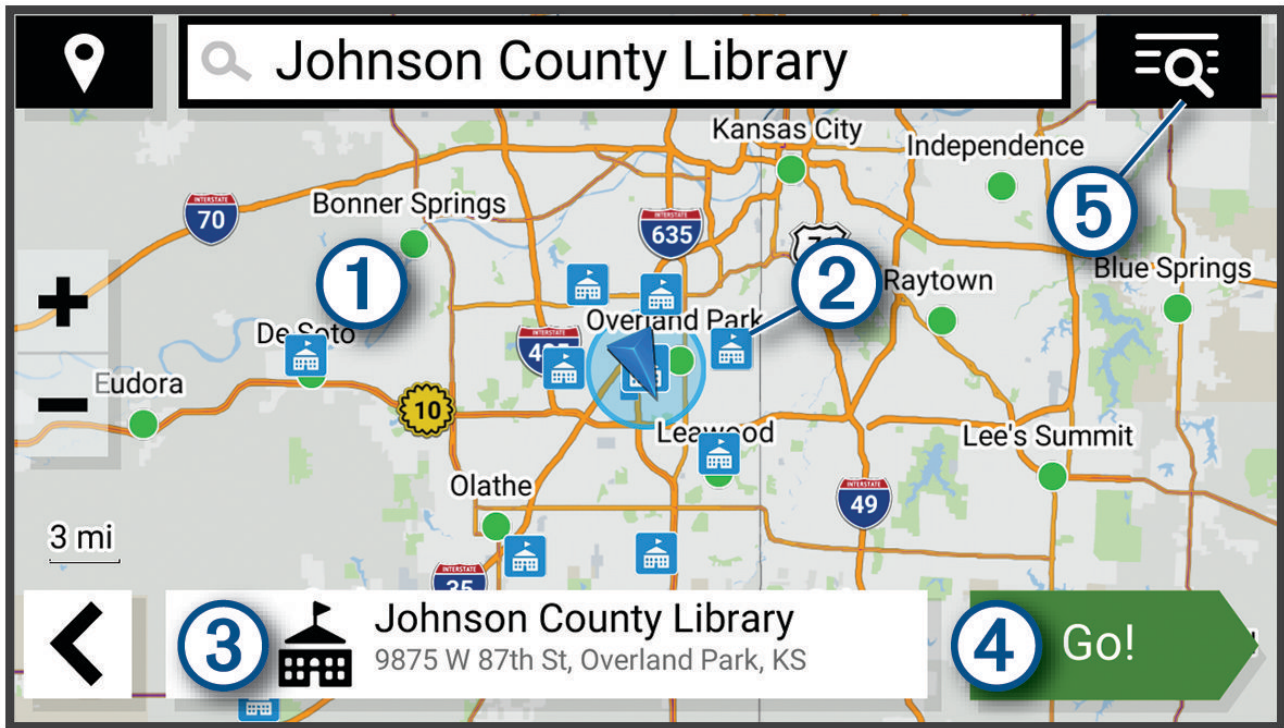 Johnson County Library
Kansas City
Independence
5
INTERSTATE
70
Bonner Springs
INTERSTATE
635
1
2
Raytown
Blue Springs
Overland Park
De Soto
INTERSTATE
Eudora
10
Leawood
Lee's Summit
Olathe
INTERSTATE
49
3 mi
INTERSTATE
35
3
Johnson County Library
9875 W 87th St, Overland Park, KS
4
Go!